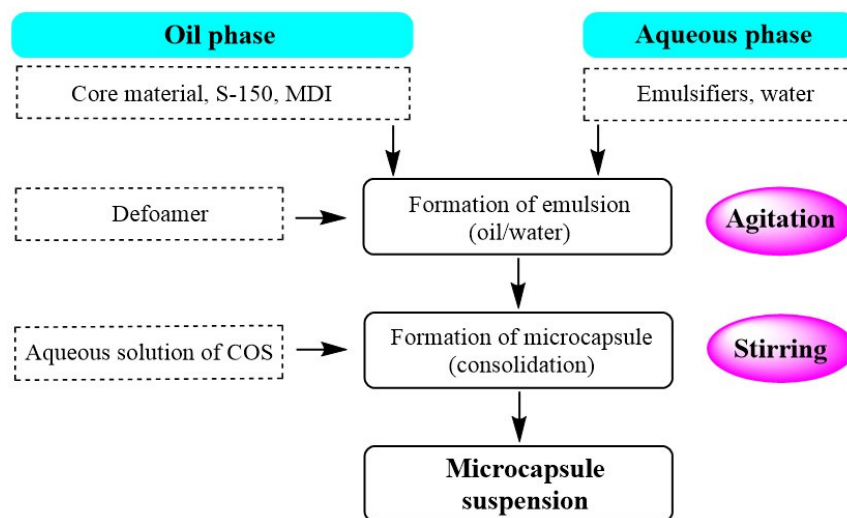 Oil phase
Aqueous phase
Core material, S-150, MDI
Emulsifiers, water
Defoamer
Formation of emulsion
(oil/water)
Agitation
Aqueous solution of COS
Formation of microcapsule
(consolidation)
Stirring
Microcapsule
suspension